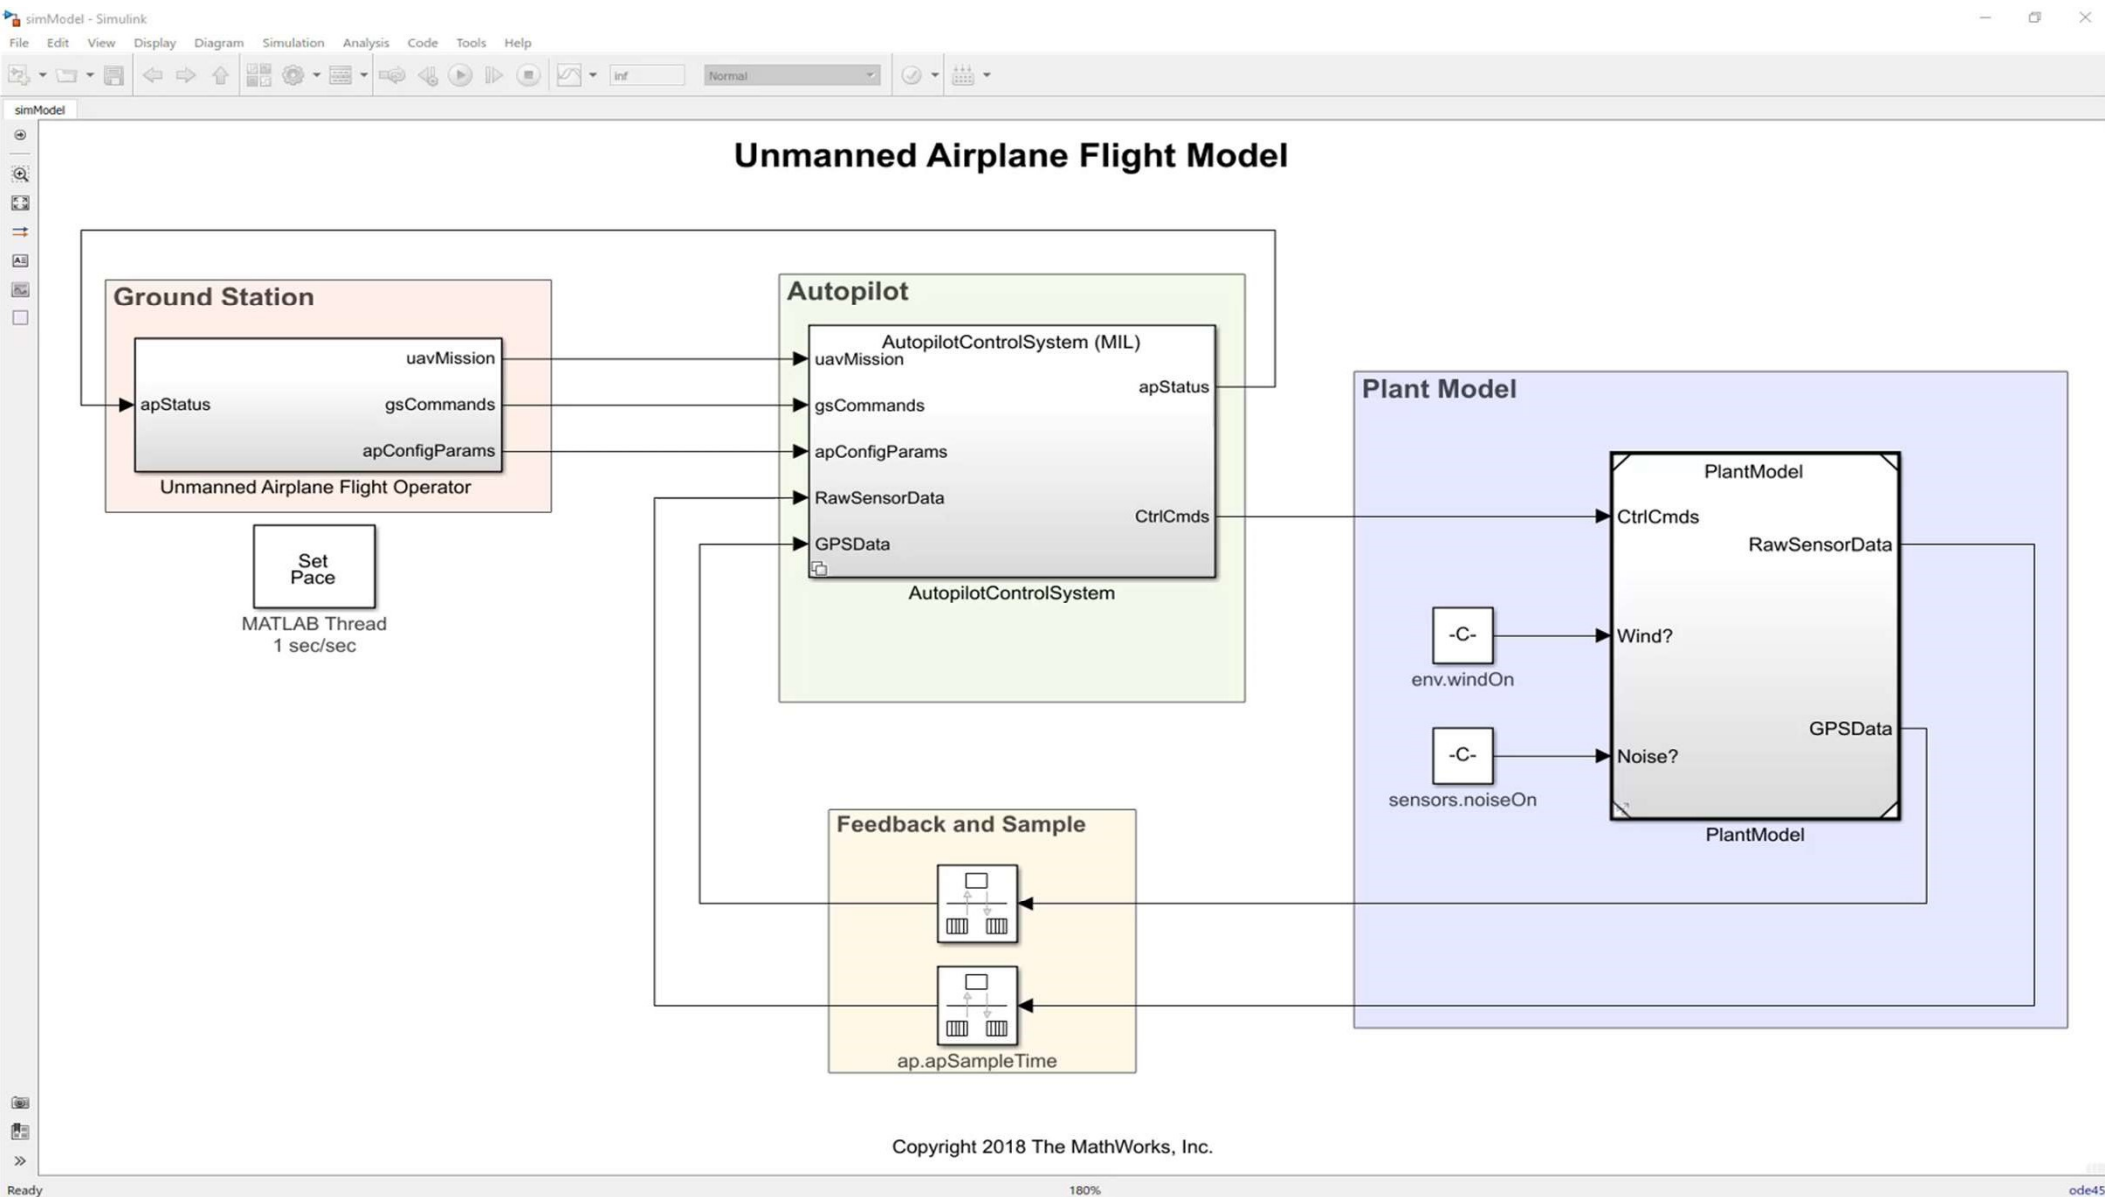 simModel - Simulink
File Edit View Display Diagram Simulation Analysis Code Tools Help
inf Normal
simModel
Unmanned Airplane Flight Model
Ground Station
uavMission
apStatus gsCommands
apConfigParams
Unmanned Airplane Flight Operator
Set
Pace
MATLAB Thread
1 sec/sec
Autopilot
AutopilotControlSystem (MIL)
uavMission
apStatus
gsCommands
apConfigParams
RawSensorData
CtrlCmds
GPSData
AutopilotControlSystem
Plant Model
PlantModel
CtrlCmds
RawSensorData
-C- Wind?
env.windOn
GPSData
-C- Noise?
sensors.noiseOn
PlantModel
Feedback and Sample
ap.apSampleTime
Copyright 2018 The MathWorks, Inc.
Ready 180% ode45